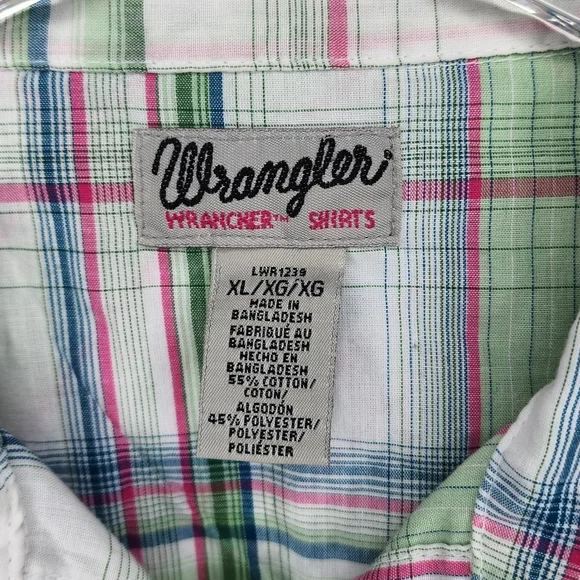 Wrangler
WRANCHER™ SHIRTS
LWR1239
XL/XG/XG
MADE IN
BANGLADESH
FABRIQUÉ AU
BANGLADESH
HECHO EN
BANGLADESH
55% COTTON/
COTON/
ALGODÓN
45% POLYESTER/
POLYESTER/
POLIÉSTER